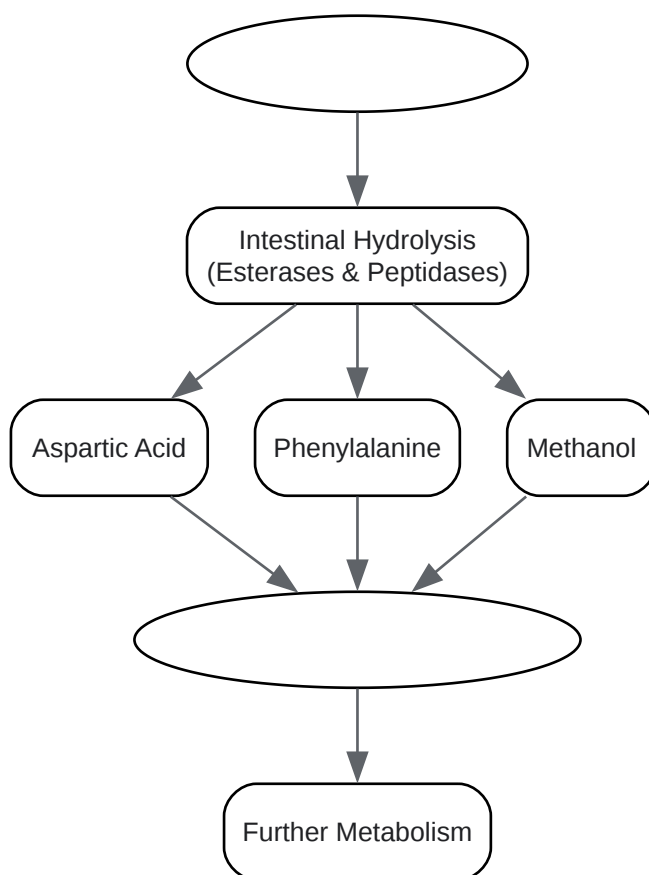 Intestinal Hydrolysis
(Esterases & Peptidases)
Aspartic Acid
Phenylalanine
Methanol
Further Metabolism